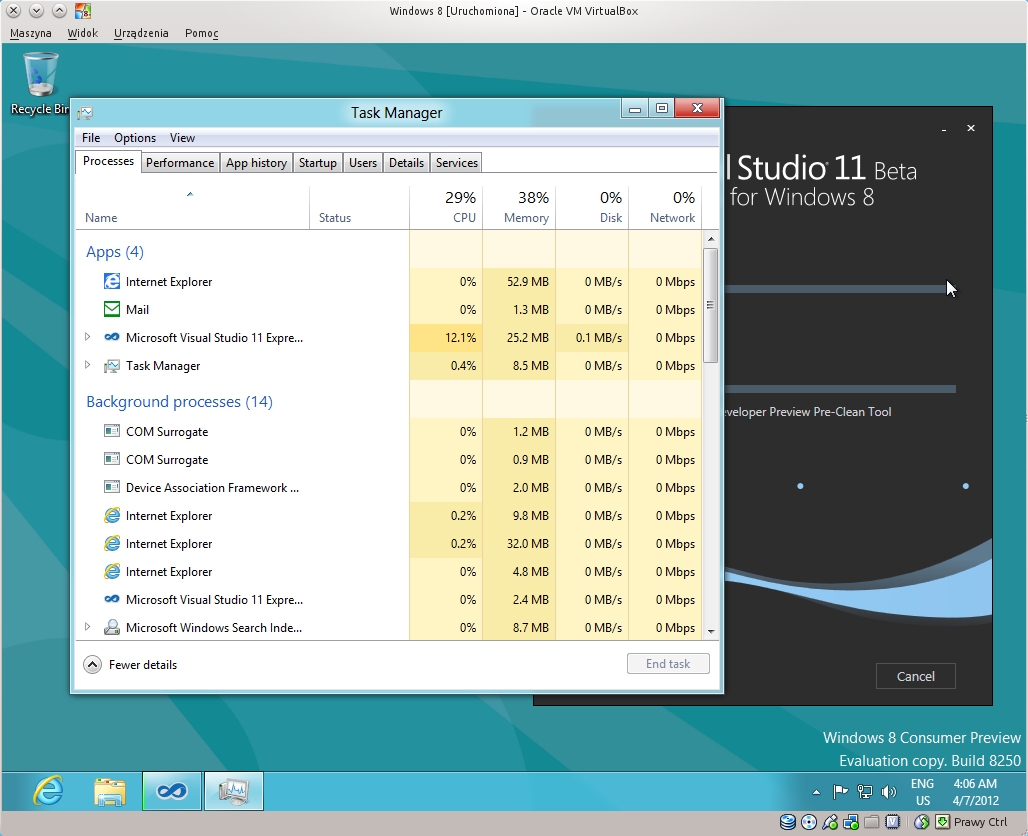 Windows 8 [Uruchomiona] - Oracle VM VirtualBox
Maszyna Widok Urządzenia Pomoc
Recycle Bin
Task Manager
File Options View
Processes Performance App history Startup Users Details Services
29% 38% 0% 0%
Name Status CPU Memory Disk Network
Apps (4)
Internet Explorer 0% 52.9 MB 0 MB/s 0 Mbps
Mail 0% 1.3 MB 0 MB/s 0 Mbps
Microsoft Visual Studio 11 Expre... 12.1% 25.2 MB 0.1 MB/s 0 Mbps
Task Manager 0.4% 8.5 MB 0 MB/s 0 Mbps
Background processes (14)
COM Surrogate 0% 1.2 MB 0 MB/s 0 Mbps
COM Surrogate 0% 0.9 MB 0 MB/s 0 Mbps
Device Association Framework ... 0% 2.0 MB 0 MB/s 0 Mbps
Internet Explorer 0.2% 9.8 MB 0 MB/s 0 Mbps
Internet Explorer 0.2% 32.0 MB 0 MB/s 0 Mbps
Internet Explorer 0% 4.8 MB 0 MB/s 0 Mbps
Microsoft Visual Studio 11 Expre... 0% 2.4 MB 0 MB/s 0 Mbps
Microsoft Windows Search Inde... 0% 8.7 MB 0 MB/s 0 Mbps
Fewer details End task
l Studio 11 Beta
for Windows 8
eveloper Preview Pre-Clean Tool
Cancel
Windows 8 Consumer Preview
Evaluation copy. Build 8250
ENG 4:06 AM
US 4/7/2012
Prawy Ctrl